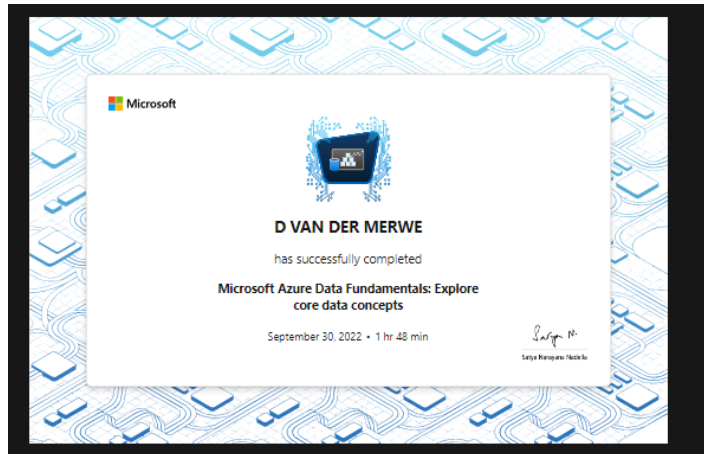 Microsoft
D VAN DER MERWE
has successfully completed
Microsoft Azure Data Fundamentals: Explore
core data concepts
September 30, 2022 • 1 hr 48 min
Satya N.
Satya Narayana Nadella